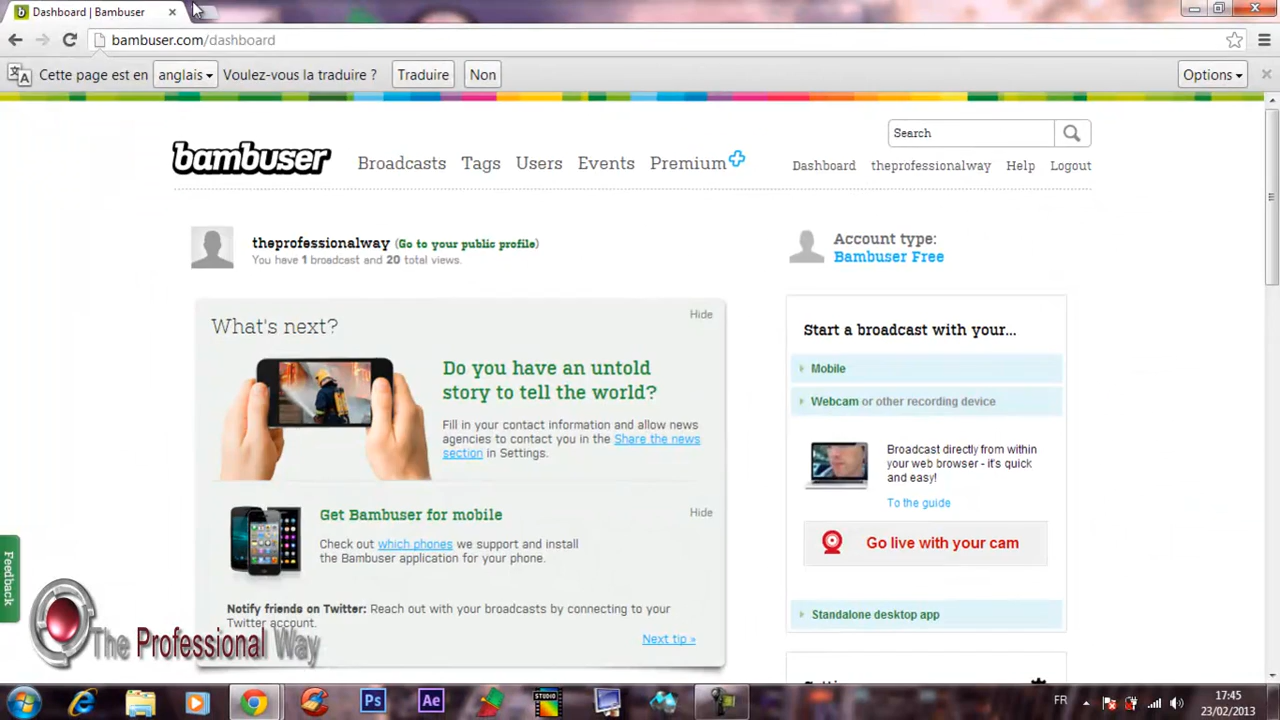 Dashboard | Bambuser
bambuser.com/dashboard
Cette page est en anglais Voulez-vous la traduire ? Traduire Non Options
Search
bambuser Broadcasts Tags Users Events Premium
Dashboard theprofessionalway Help Logout
theprofessionalway (Go to your public profile)
You have 1 broadcast and 20 total views.
Account type:
Bambuser Free
What's next?
Hide
Do you have an untold
story to tell the world?
Fill in your contact information and allow news
agencies to contact you in the Share the news
section in Settings.
Get Bambuser for mobile
Hide
Check out which phones we support and install
the Bambuser application for your phone.
Notify friends on Twitter: Reach out with your broadcasts by connecting to your
Twitter account.
Next tip »
Start a broadcast with your...
Mobile
Webcam or other recording device
Broadcast directly from within
your web browser - it's quick
and easy!
To the guide
Go live with your cam
Standalone desktop app
Feedback
The Professional Way
Ps
Ae
STUDIO
FR
17:45
23/02/2013